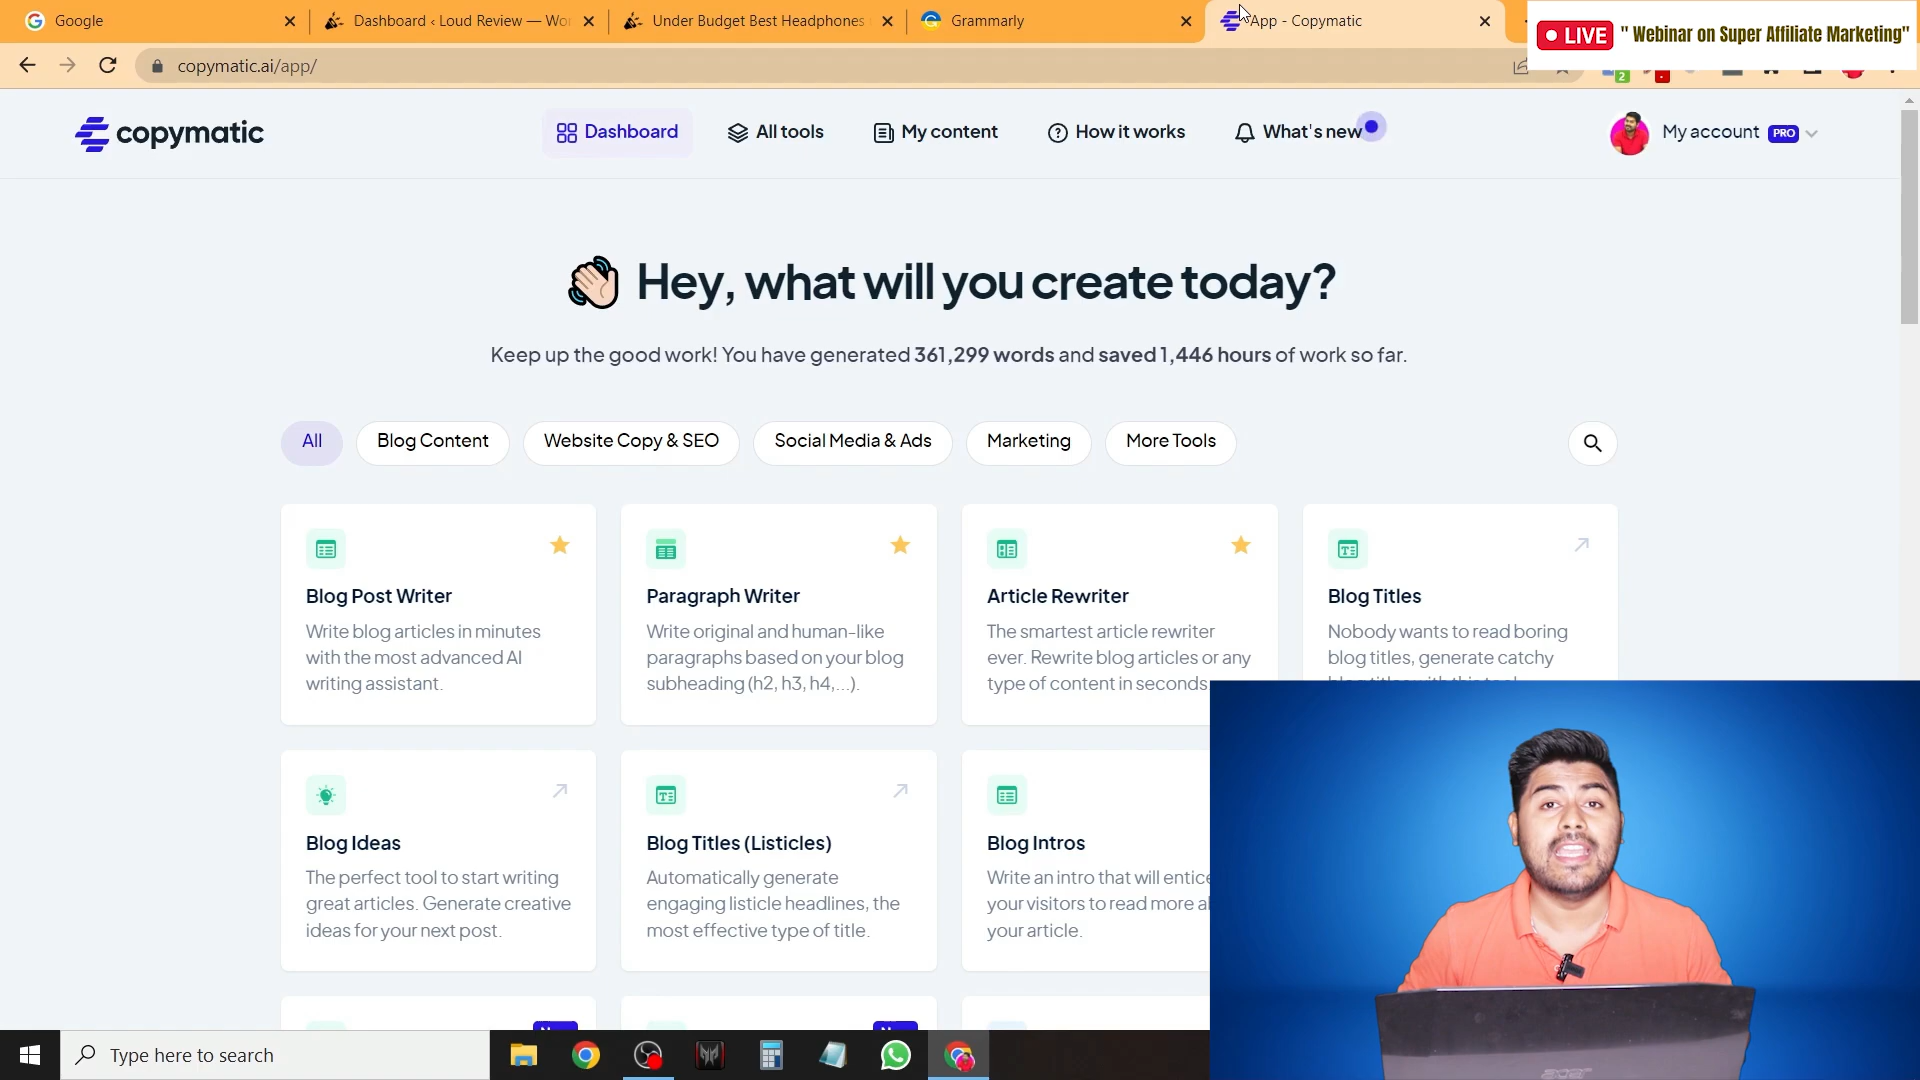 Google
Dashboard ‹ Loud Review — Wor
Under Budget Best Headphones
Grammarly
App - Copymatic
LIVE
" Webinar on Super Affiliate Marketing"
copymatic.ai/app/
2
copymatic
Dashboard
All tools
My content
How it works
What's new
My account PRO
Hey, what will you create today?
Keep up the good work! You have generated 361,299 words and saved 1,446 hours of work so far.
All
Blog Content
Website Copy & SEO
Social Media & Ads
Marketing
More Tools
Blog Post Writer
Write blog articles in minutes
with the most advanced AI
writing assistant.
Paragraph Writer
Write original and human-like
paragraphs based on your blog
subheading (h2, h3, h4,...).
Article Rewriter
The smartest article rewriter
ever. Rewrite blog articles or any
type of content in seconds
Blog Titles
Nobody wants to read boring
blog titles, generate catchy
Blog Ideas
The perfect tool to start writing
great articles. Generate creative
ideas for your next post.
Blog Titles (Listicles)
Automatically generate
engaging listicle headlines, the
most effective type of title.
Blog Intros
Write an intro that will entice
your visitors to read more a
your article.
Type here to search
acer